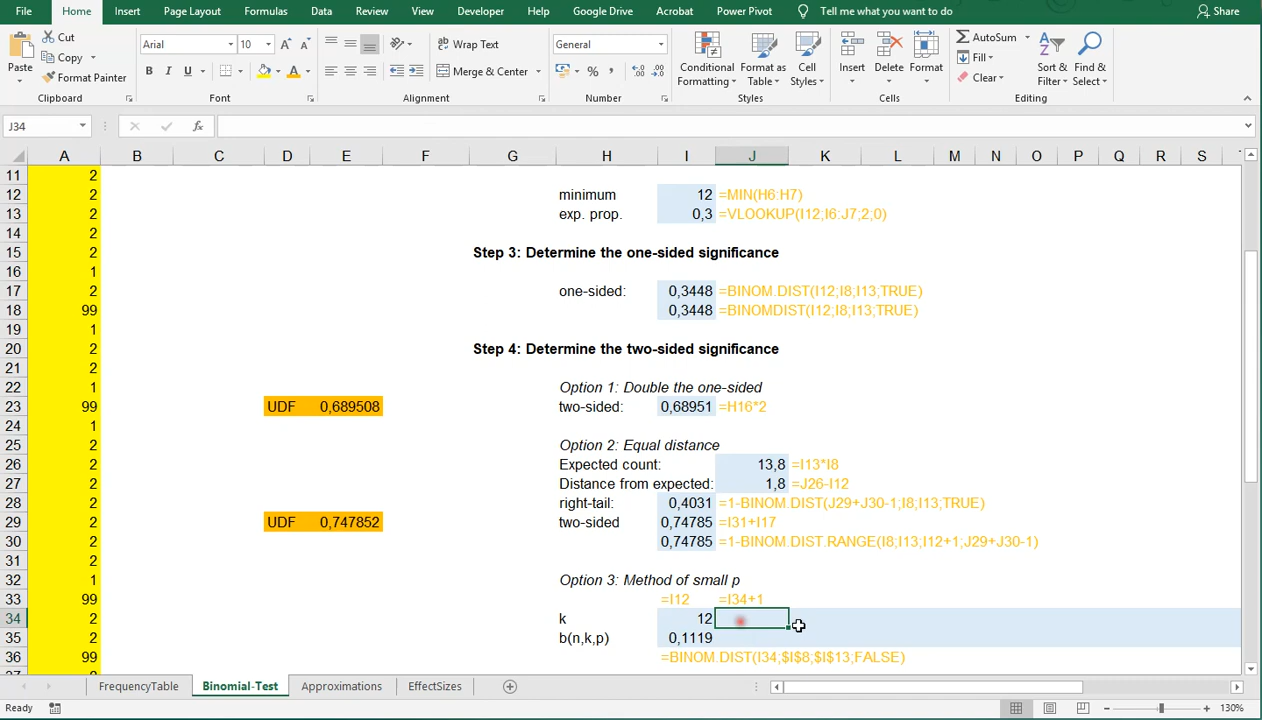 File Home Insert Page Layout Formulas Data Review View Developer Help Google Drive Acrobat Power Pivot Tell me what you want to do Share
Paste Cut Copy Format Painter Arial 10 Wrap Text Merge & Center General Conditional Formatting Format as Table Cell Styles Insert Delete Format AutoSum Fill Clear Sort & Filter Find & Select
Clipboard Font Alignment Number Styles Cells Editing
J34 fx
A B C D E F G H I J K L M N O P Q R S
11 2
12 2 minimum 12 =MIN(H6:H7)
13 2 exp. prop. 0,3 =VLOOKUP(I12;I6:J7;2;0)
14 2
15 2 Step 3: Determine the one-sided significance
16 1
17 2 one-sided: 0,3448 =BINOM.DIST(I12;I8;I13;TRUE)
18 99 0,3448 =BINOMDIST(I12;I8;I13;TRUE)
19 1
20 2 Step 4: Determine the two-sided significance
21 2
22 1 Option 1: Double the one-sided
23 99 UDF 0,689508 two-sided: 0,68951 =H16*2
24 1
25 2 Option 2: Equal distance
26 2 Expected count: 13,8 =I13*I8
27 2 Distance from expected: 1,8 =J26-I12
28 2 right-tail: 0,4031 =1-BINOM.DIST(J29+J30-1;I8;I13;TRUE)
29 2 UDF 0,747852 two-sided 0,74785 =I31+I17
30 2 0,74785 =1-BINOM.DIST.RANGE(I8;I13;I12+1;J29+J30-1)
31 2
32 1 Option 3: Method of small p
33 99 =I12 =I34+1
34 2 k 12
35 2 b(n,k,p) 0,1119
36 99 =BINOM.DIST(I34;$I$8;$I$13;FALSE)
FrequencyTable Binomial-Test Approximations EffectSizes
Ready 130%